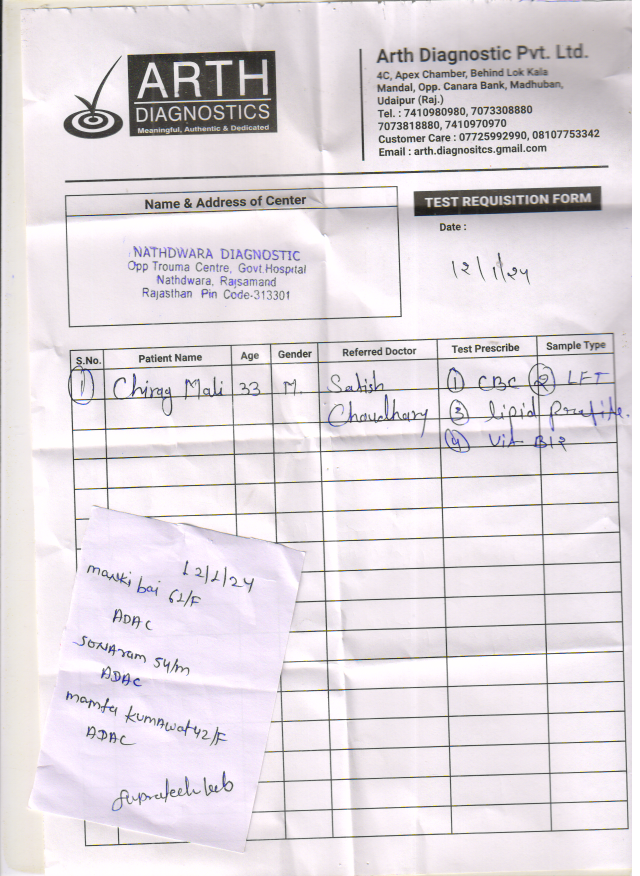 ARTH
DIAGNOSTICS
Meaningful, Authentic & Dedicated
Arth Diagnostic Pvt. Ltd.
4C, Apex Chamber, Behind Lok Kala
Mandal, Opp. Canara Bank, Madhuban,
Udaipur (Raj.)
Tel. : 7410980980, 7073308880
7073818880, 7410970970
Customer Care : 07725992990, 08107753342
Email : arth.diagnositcs.gmail.com
Name & Address of Center
NATHDWARA DIAGNOSTIC
Opp Trouma Centre, Govt.Hospital
Nathdwara, Rajsamand
Rajasthan Pin Code-313301
TEST REQUISITION FORM
Date :
12/1/24
S.No. Patient Name Age Gender Referred Doctor Test Prescribe Sample Type
1 Chirag Mali 33 M. Satish 1 CBC 2 LFT
Choudhary 3 lipid profile.
4 Vit B12
12/1/24
manki bai 62/F
ADAC
SONAram 54/m
ADAC
mamta kumawat 42/F
ADAC